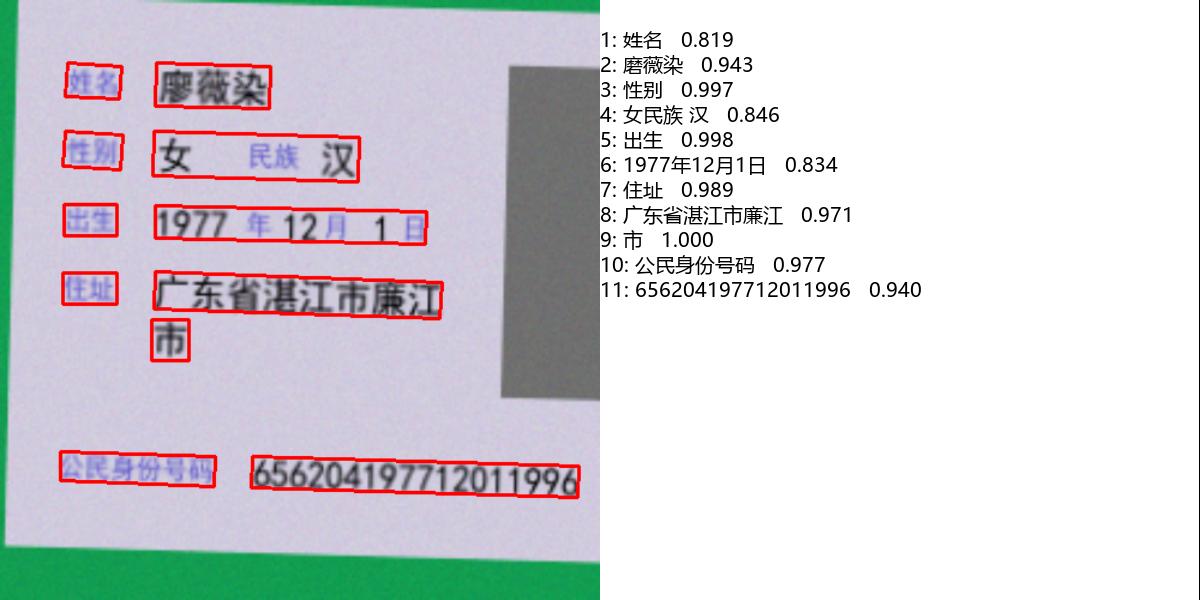 姓名 廖薇染
性别 女 民族 汉
出生 1977 年 12 月 1 日
住址 广东省湛江市廉江
市
公民身份号码 656204197712011996
1: 姓名 0.819
2: 磨薇染 0.943
3: 性别 0.997
4: 女民族 汉 0.846
5: 出生 0.998
6: 1977年12月1日 0.834
7: 住址 0.989
8: 广东省湛江市廉江 0.971
9: 市 1.000
10: 公民身份号码 0.977
11: 656204197712011996 0.940